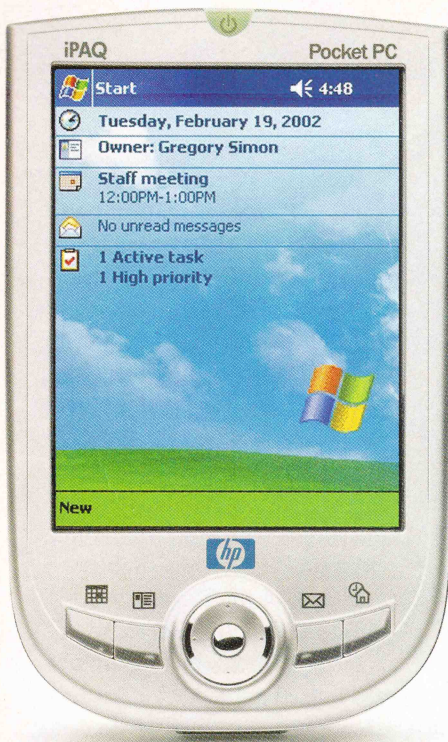 iPAQ Pocket PC
Start 4:48
Tuesday, February 19, 2002
Owner: Gregory Simon
Staff meeting
12:00PM-1:00PM
No unread messages
1 Active task
1 High priority
New
hp